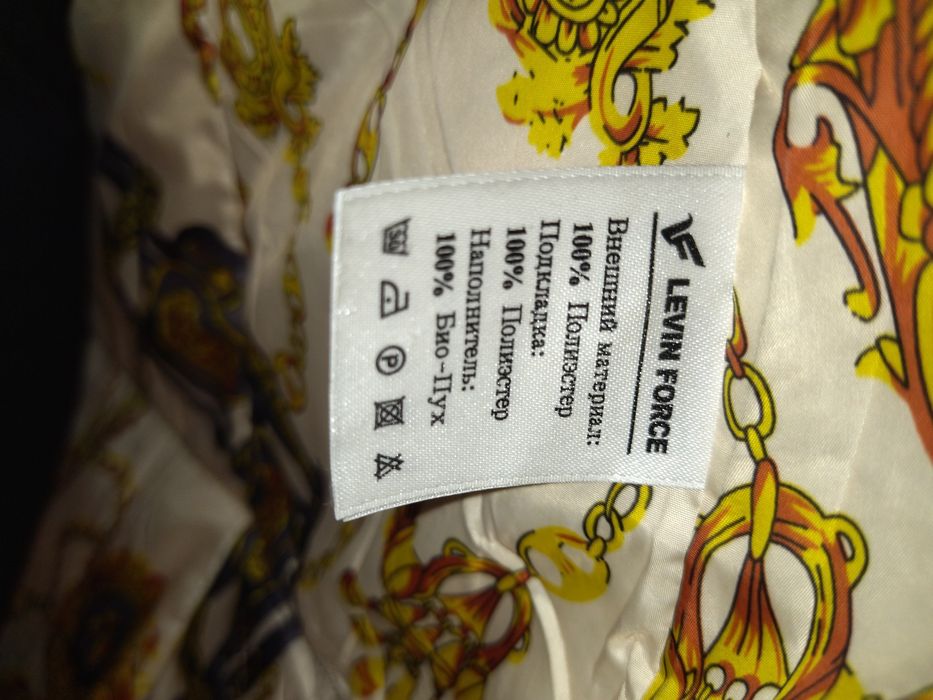 LEVIN FORCE
Внешний материал:
100% Полиэстер
Подкладка:
100% Полиэстер
Наполнитель:
100% Био-Пух
P